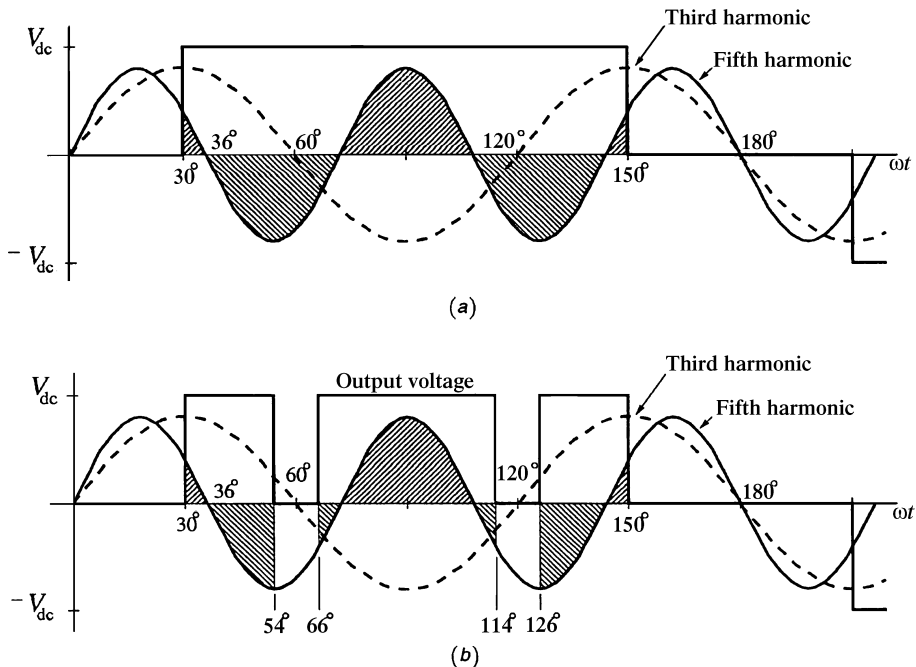 Third harmonic
V_dc
Fifth harmonic
36° 60° 120° 180°
30° 150° ωt
− V_dc
(a)
Third harmonic
V_dc Output voltage
Fifth harmonic
36° 60° 120° 180°
30° 150° ωt
− V_dc
54° 66° 114° 126°
(b)